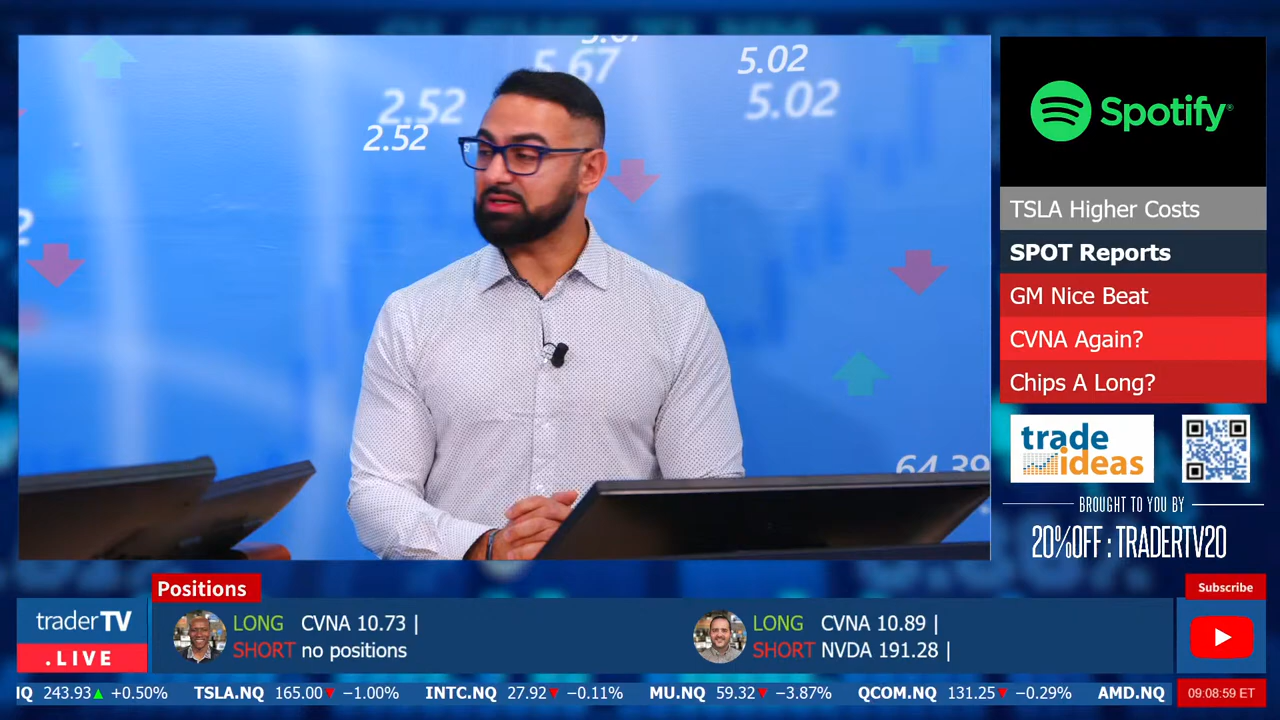 5.67
5.67
5.02
5.02
2.52
2.52
64.39
Spotify
TSLA Higher Costs
SPOT Reports
GM Nice Beat
CVNA Again?
Chips A Long?
trade
ideas
BROUGHT TO YOU BY
20%OFF : TRADERTV20
Positions
Subscribe
traderTV
.LIVE
LONG CVNA 10.73 |
SHORT no positions
LONG CVNA 10.89 |
SHORT NVDA 191.28 |
IQ 243.93▲ +0.50% TSLA.NQ 165.00▼ −1.00% INTC.NQ 27.92▼ −0.11% MU.NQ 59.32▼ −3.87% QCOM.NQ 131.25▼ −0.29% AMD.NQ
09:08:59 ET